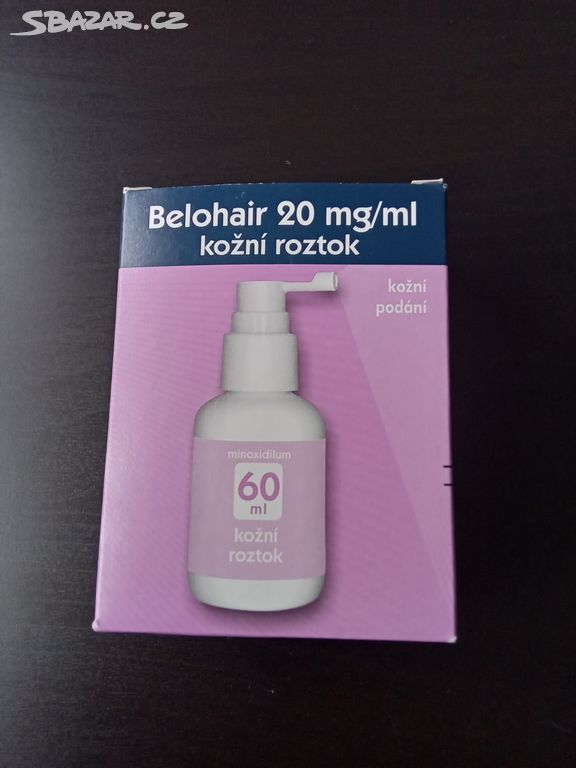 SBAZAR.CZ
Belohair 20 mg/ml
kožní roztok
kožní
podání
minoxidilum
60
ml
kožní
roztok